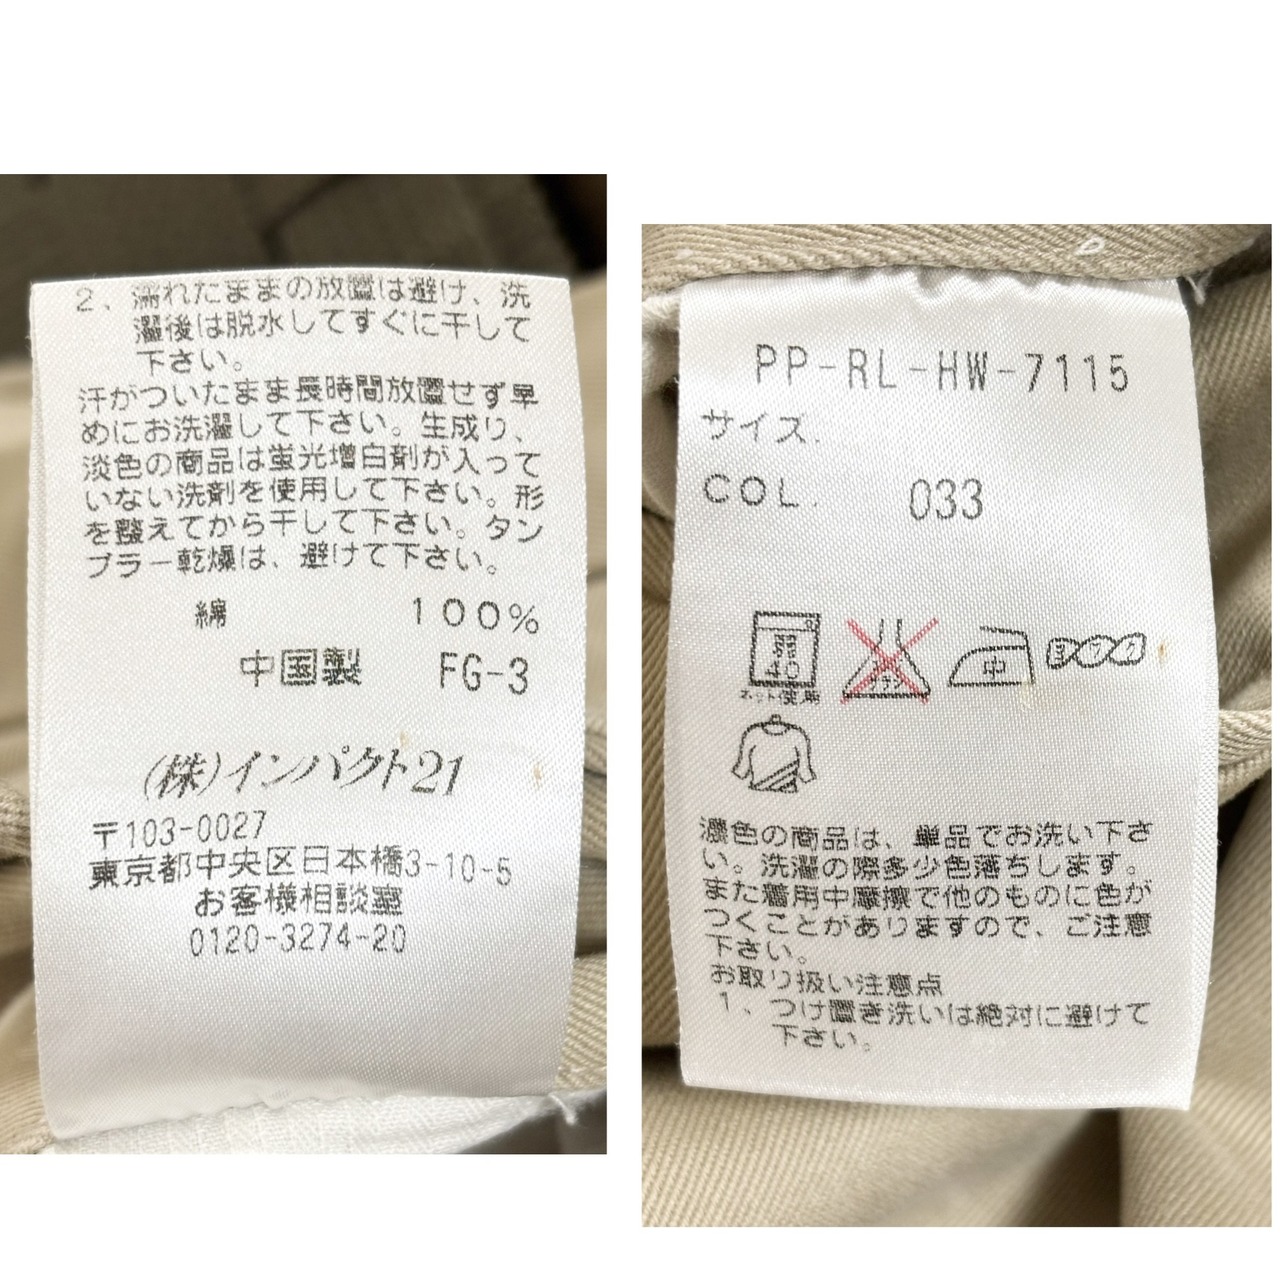 2、濡れたままの放置は避け、洗
濯後は脱水してすぐに干して
下さい。
汗がついたまま長時間放置せず早
めにお洗濯して下さい。生成り、
淡色の商品は蛍光増白剤が入って
いない洗剤を使用して下さい。形
を整えてから干して下さい。タン
ブラー乾燥は、避けて下さい。
綿 100%
中国製 FG-3
(株)インパクト21
〒103-0027
東京都中央区日本橋3-10-5
お客様相談室
0120-3274-20
PP-RL-HW-7115
サイズ.
COL. 033
弱
40
ネット使用
エンソ
サラシ
中
濃色の商品は、単品でお洗い下さ
い。洗濯の際多少色落ちします。
また着用中摩擦で他のものに色が
つくことがありますので、ご注意
下さい。
お取り扱い注意点
1、つけ置き洗いは絶対に避けて
下さい。